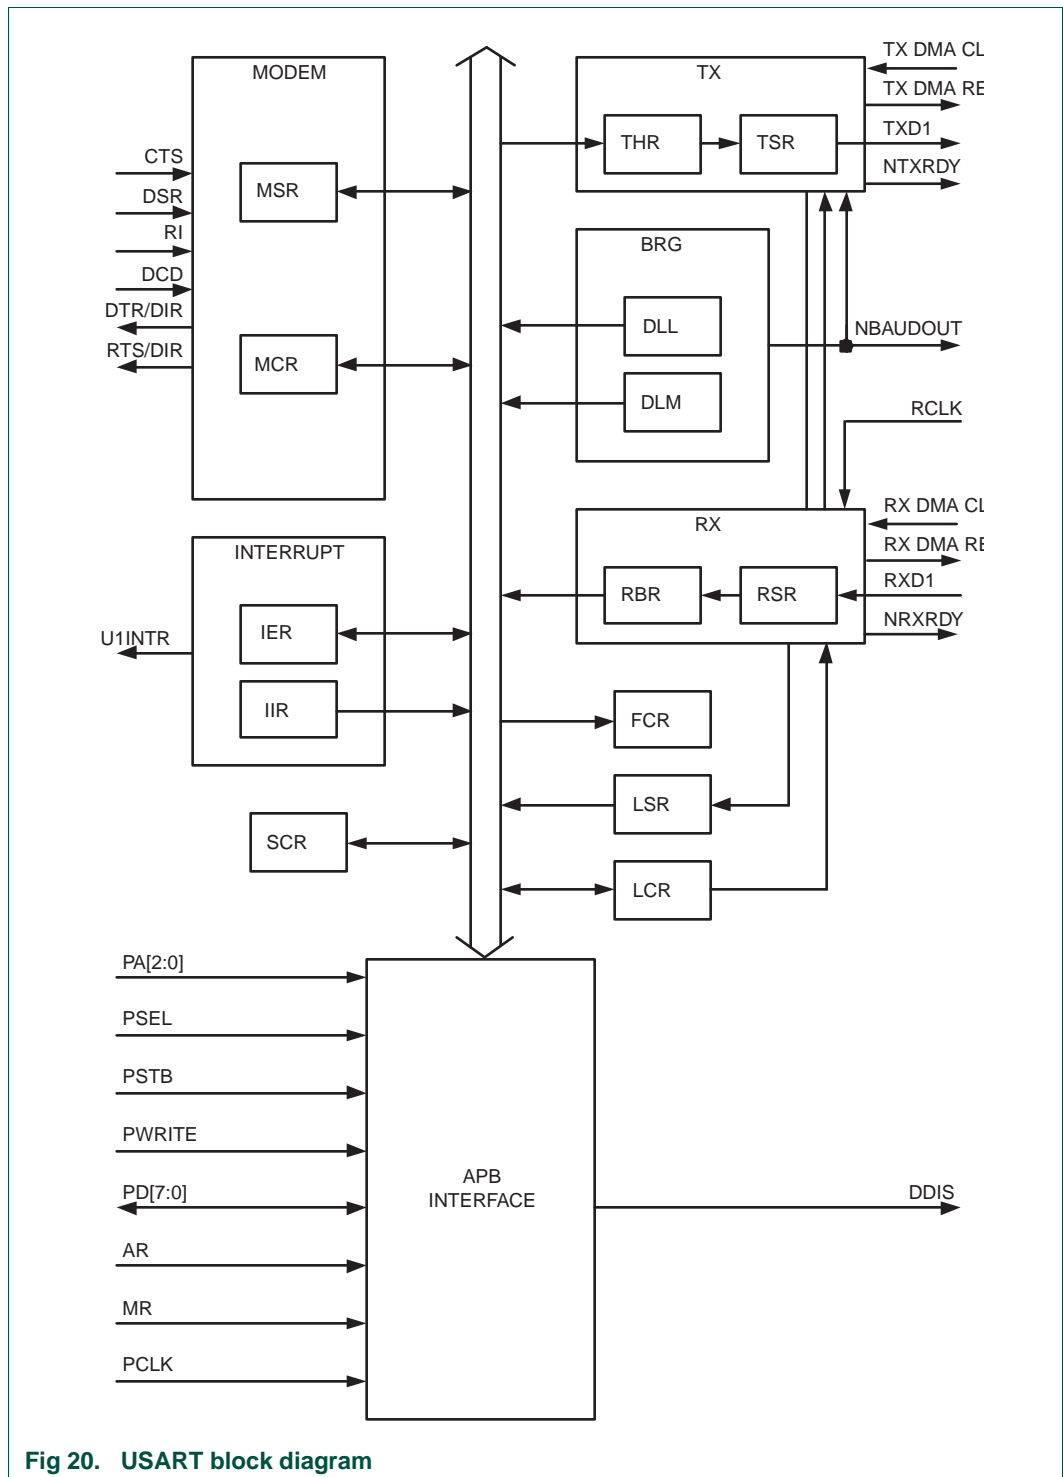 MODEM
TX
TX DMA CL
TX DMA RE
THR
TSR
TXD1
NTXRDY
CTS
DSR
RI
DCD
DTR/DIR
RTS/DIR
MSR
MCR
BRG
DLL
DLM
NBAUDOUT
RCLK
RX
RX DMA CL
RX DMA RE
RBR
RSR
RXD1
NRXRDY
INTERRUPT
IER
IIR
U1INTR
FCR
LSR
SCR
LCR
PA[2:0]
PSEL
PSTB
PWRITE
PD[7:0]
AR
MR
PCLK
APB
INTERFACE
DDIS
Fig 20. USART block diagram